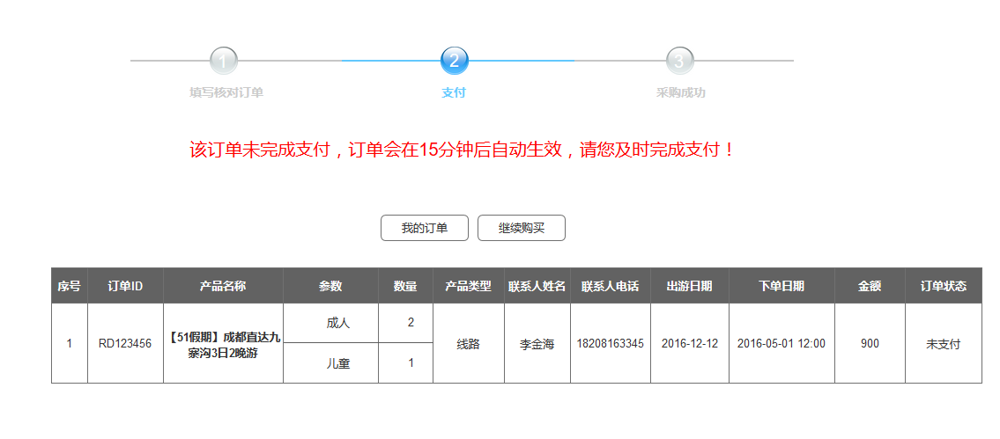 1 2 3
填写核对订单 支付 采购成功
该订单未完成支付，订单会在15分钟后自动生效，请您及时完成支付！
我的订单 继续购买
序号 订单ID 产品名称 参数 数量 产品类型 联系人姓名 联系人电话 出游日期 下单日期 金额 订单状态
成人 2
1 RD123456 【51假期】成都直达九 线路 李金海 18208163345 2016-12-12 2016-05-01 12:00 900 未支付
寨沟3日2晚游
儿童 1